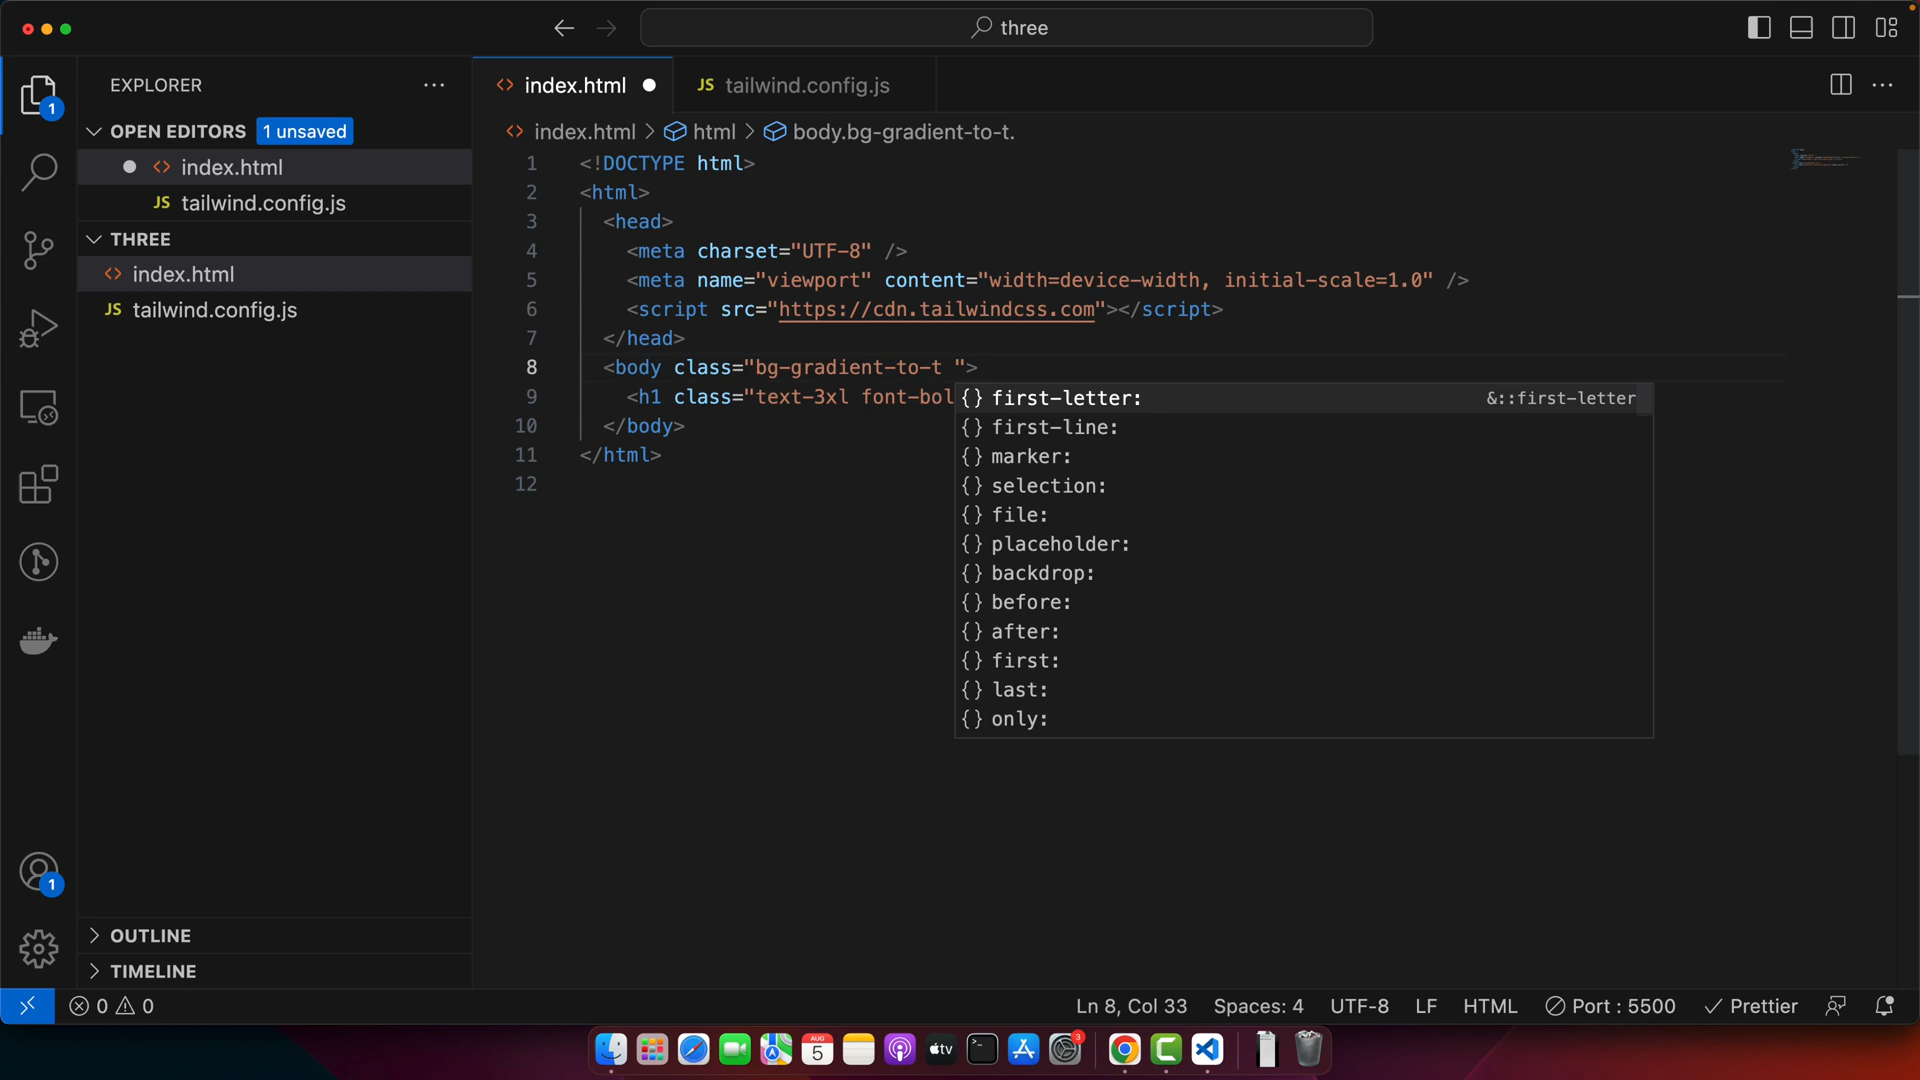 three
EXPLORER
OPEN EDITORS 1 unsaved
index.html
tailwind.config.js
THREE
index.html
tailwind.config.js
OUTLINE
TIMELINE
1
1
index.html
tailwind.config.js
index.html > html > body.bg-gradient-to-t.
1 <!DOCTYPE html>
2 <html>
3 <head>
4 <meta charset="UTF-8" />
5 <meta name="viewport" content="width=device-width, initial-scale=1.0" />
6 <script src="https://cdn.tailwindcss.com"></script>
7 </head>
8 <body class="bg-gradient-to-t ">
9 <h1 class="text-3xl font-bol
10 </body>
11 </html>
12
{} first-letter: &::first-letter
{} first-line:
{} marker:
{} selection:
{} file:
{} placeholder:
{} backdrop:
{} before:
{} after:
{} first:
{} last:
{} only:
0 0
Ln 8, Col 33 Spaces: 4 UTF-8 LF HTML Port : 5500 Prettier
AUG
5
tv
3